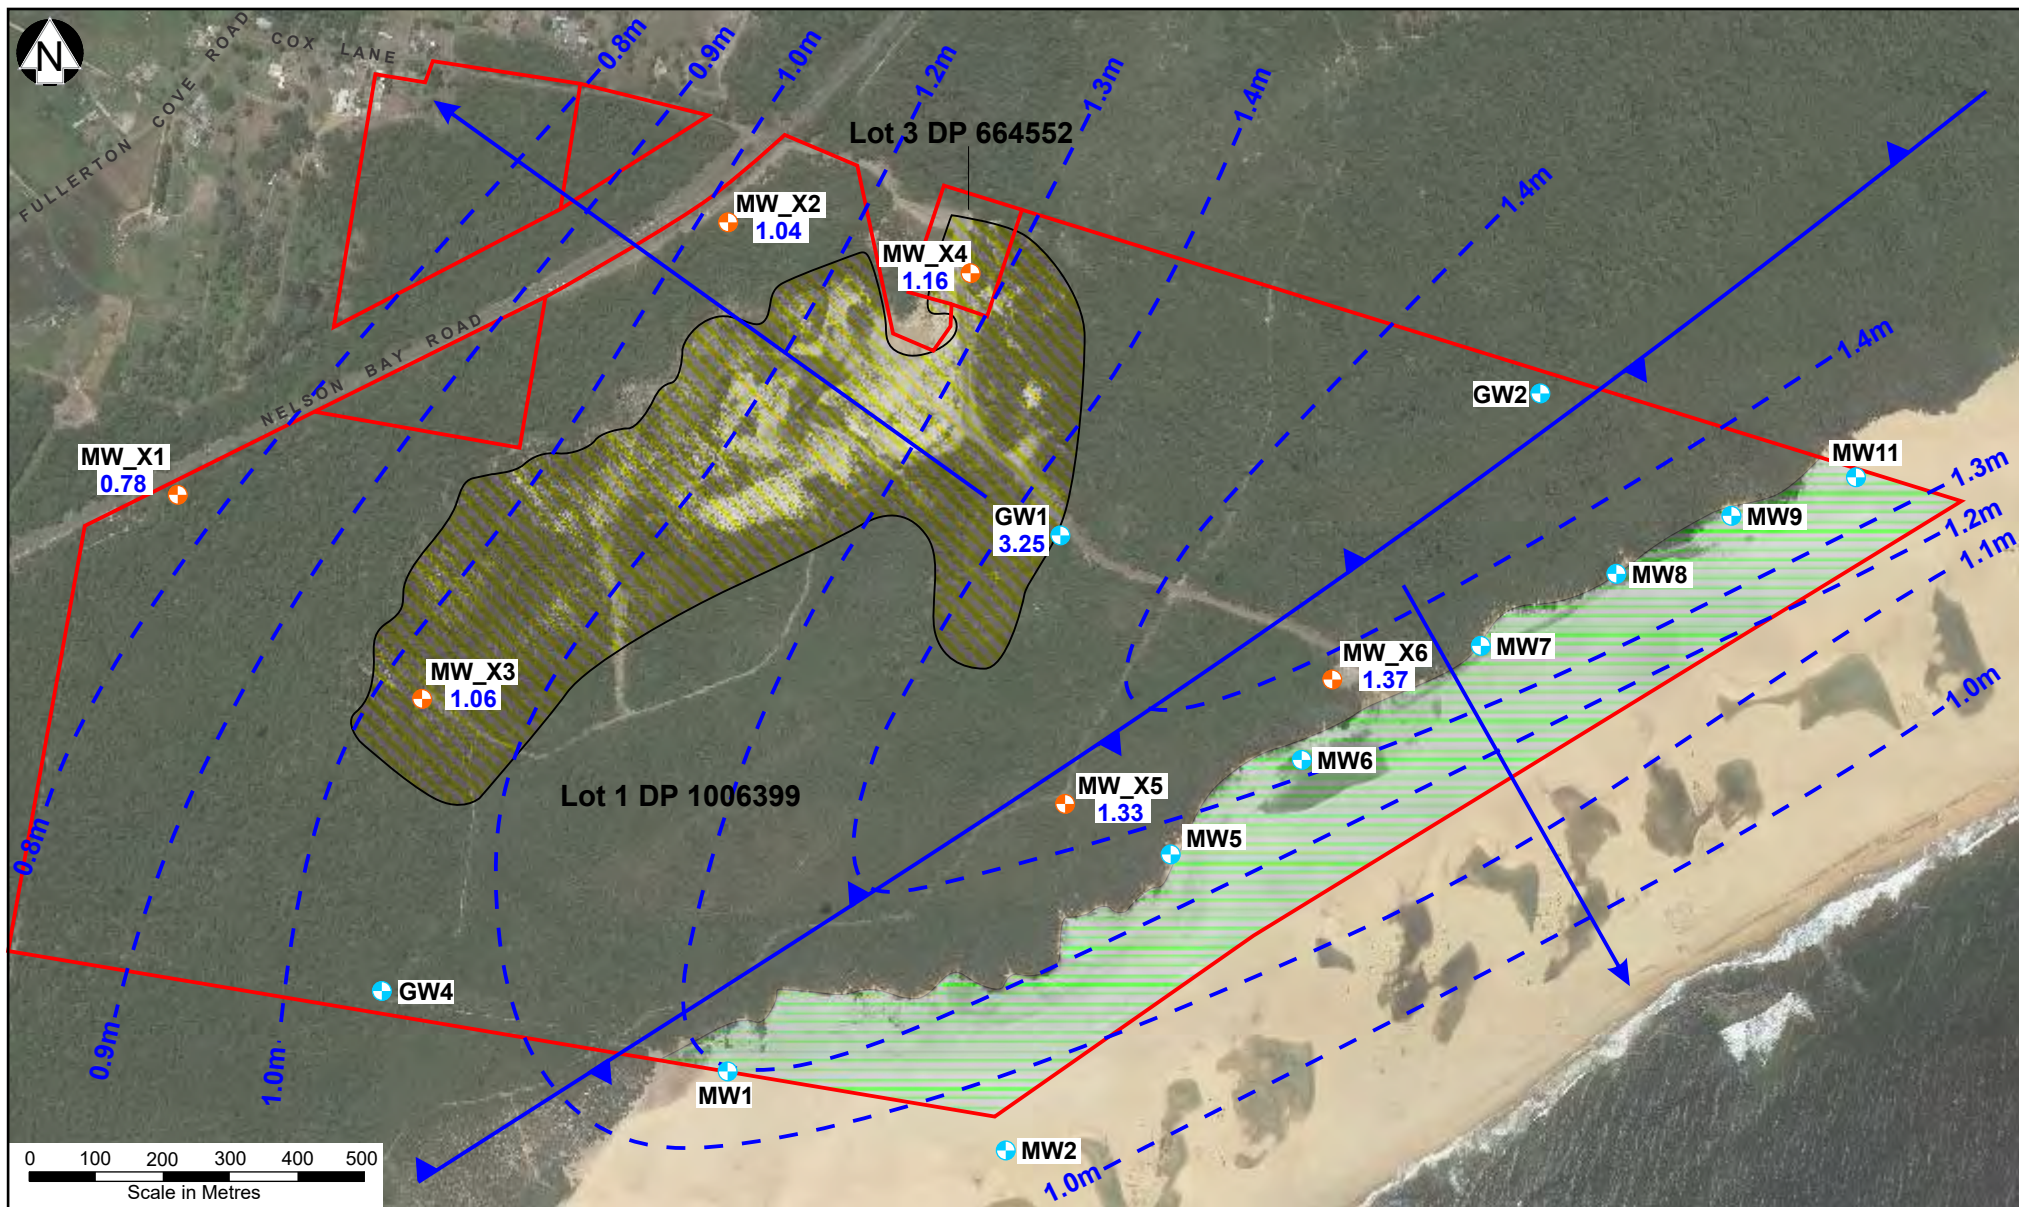 N
FULLERTON COVE ROAD
COX LANE
0.8m
0.9m
1.0m
1.2m
1.3m
1.4m
Lot 3 DP 664552
MW_X2
1.04
MW_X4
1.16
1.4m
1.4m
GW2
NELSON BAY ROAD
MW_X1
0.78
MW11
1.3m
MW9
1.2m
GW1
3.25
1.1m
MW8
MW7
MW_X6
1.37
MW_X3
1.06
1.0m
MW6
Lot 1 DP 1006399
MW_X5
1.33
0.8m
MW5
GW4
0.9m
1.0m
MW1
MW2
1.0m
0 100 200 300 400 500
Scale in Metres